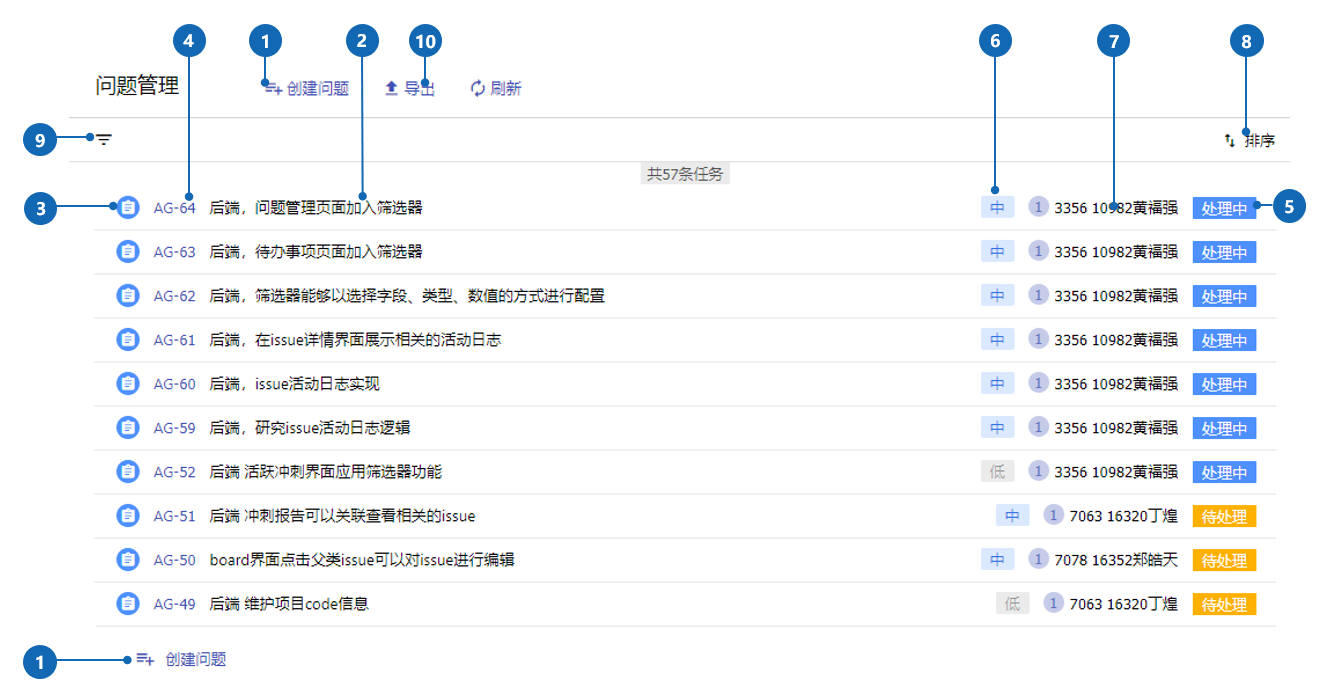 4 1 2 10 6 7 8
问题管理 创建问题 导出 刷新
9 排序
共57条任务
3 AG-64 后端，问题管理页面加入筛选器 中 1 3356 10982黄福强 处理中 5
AG-63 后端，待办事项页面加入筛选器 中 1 3356 10982黄福强 处理中
AG-62 后端，筛选器能够以选择字段、类型、数值的方式进行配置 中 1 3356 10982黄福强 处理中
AG-61 后端，在issue详情界面展示相关的活动日志 中 1 3356 10982黄福强 处理中
AG-60 后端，issue活动日志实现 中 1 3356 10982黄福强 处理中
AG-59 后端，研究issue活动日志逻辑 中 1 3356 10982黄福强 处理中
AG-52 后端 活跃冲刺界面应用筛选器功能 低 1 3356 10982黄福强 处理中
AG-51 后端 冲刺报告可以关联查看相关的issue 中 1 7063 16320丁煌 待处理
AG-50 board界面点击父类issue可以对issue进行编辑 中 1 7078 16352郑皓天 待处理
AG-49 后端 维护项目code信息 低 1 7063 16320丁煌 待处理
1 创建问题